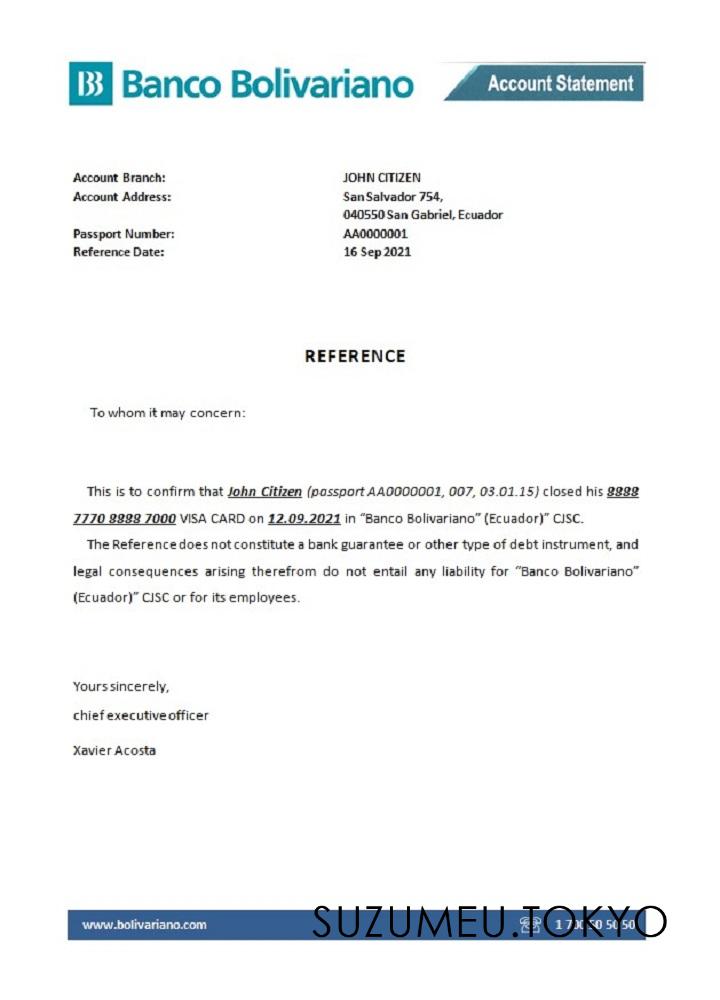 BB Banco Bolivariano
Account Statement
Account Branch: JOHN CITIZEN
Account Address: San Salvador 754,
040550 San Gabriel, Ecuador
Passport Number: AA0000001
Reference Date: 16 Sep 2021
REFERENCE
To whom it may concern:
This is to confirm that John Citizen (passport AA0000001, 007, 03.01.15) closed his 8888
7770 8888 7000 VISA CARD on 12.09.2021 in “Banco Bolivariano” (Ecuador)” CJSC.
The Reference does not constitute a bank guarantee or other type of debt instrument, and
legal consequences arising therefrom do not entail any liability for “Banco Bolivariano”
(Ecuador)” CJSC or for its employees.
Yours sincerely,
chief executive officer
Xavier Acosta
www.bolivariano.com
1 700 50 50 50
SUZUMEU.TOKYO